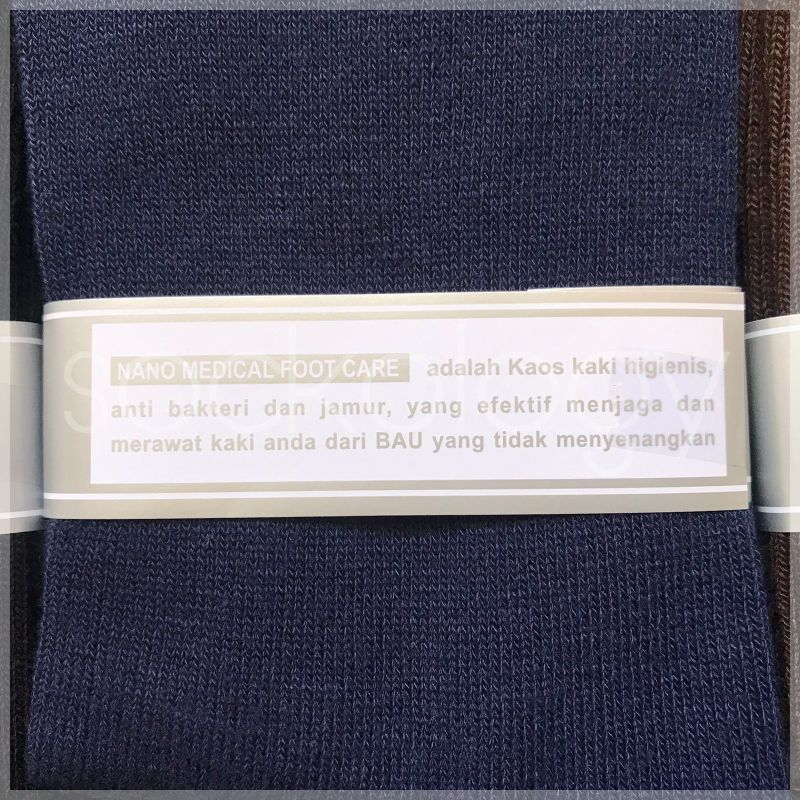 NANO MEDICAL FOOT CARE adalah Kaos kaki higienis,
anti bakteri dan jamur, yang efektif menjaga dan
merawat kaki anda dari BAU yang tidak menyenangkan
sockology